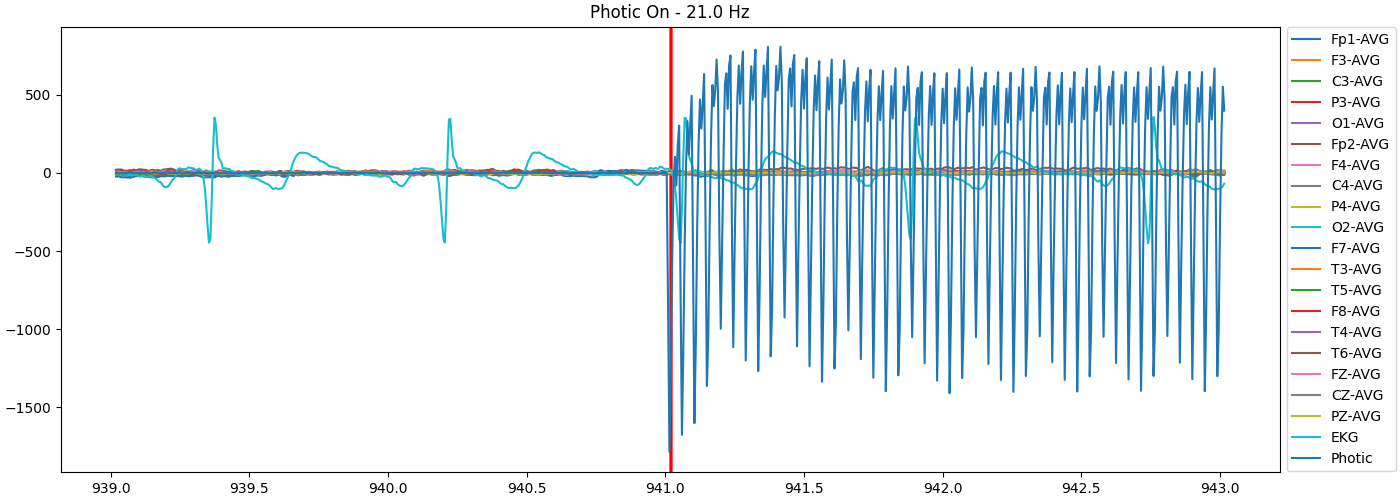 Photic On - 21.0 Hz
500
0
−500
−1000
−1500
939.0 939.5 940.0 940.5 941.0 941.5 942.0 942.5 943.0
Fp1-AVG
F3-AVG
C3-AVG
P3-AVG
O1-AVG
Fp2-AVG
F4-AVG
C4-AVG
P4-AVG
O2-AVG
F7-AVG
T3-AVG
T5-AVG
F8-AVG
T4-AVG
T6-AVG
FZ-AVG
CZ-AVG
PZ-AVG
EKG
Photic